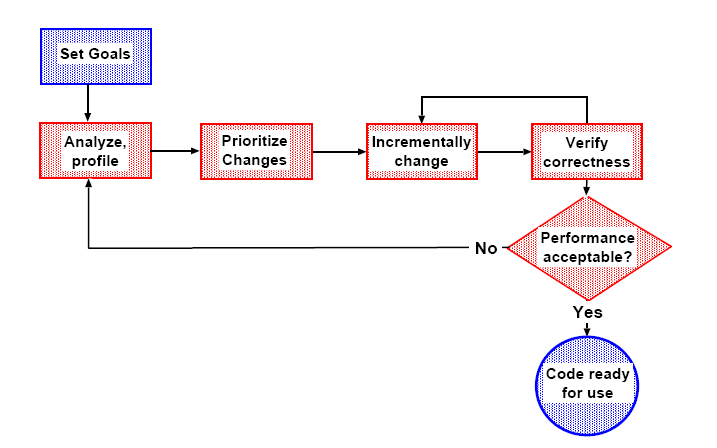 Set Goals
Analyze,
profile
Prioritize
Changes
Incrementally
change
Verify
correctness
Performance
acceptable?
No
Yes
Code ready
for use